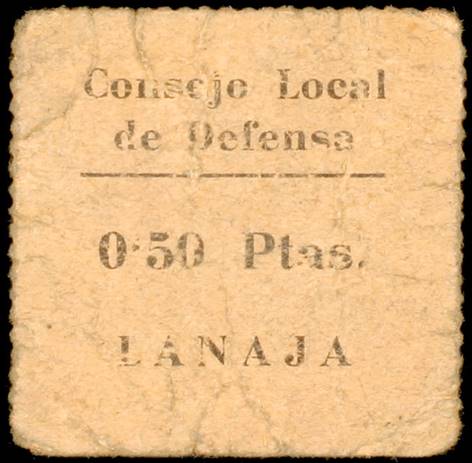 Consejo Local
de Defensa
0'50 Ptas.
LANAJA